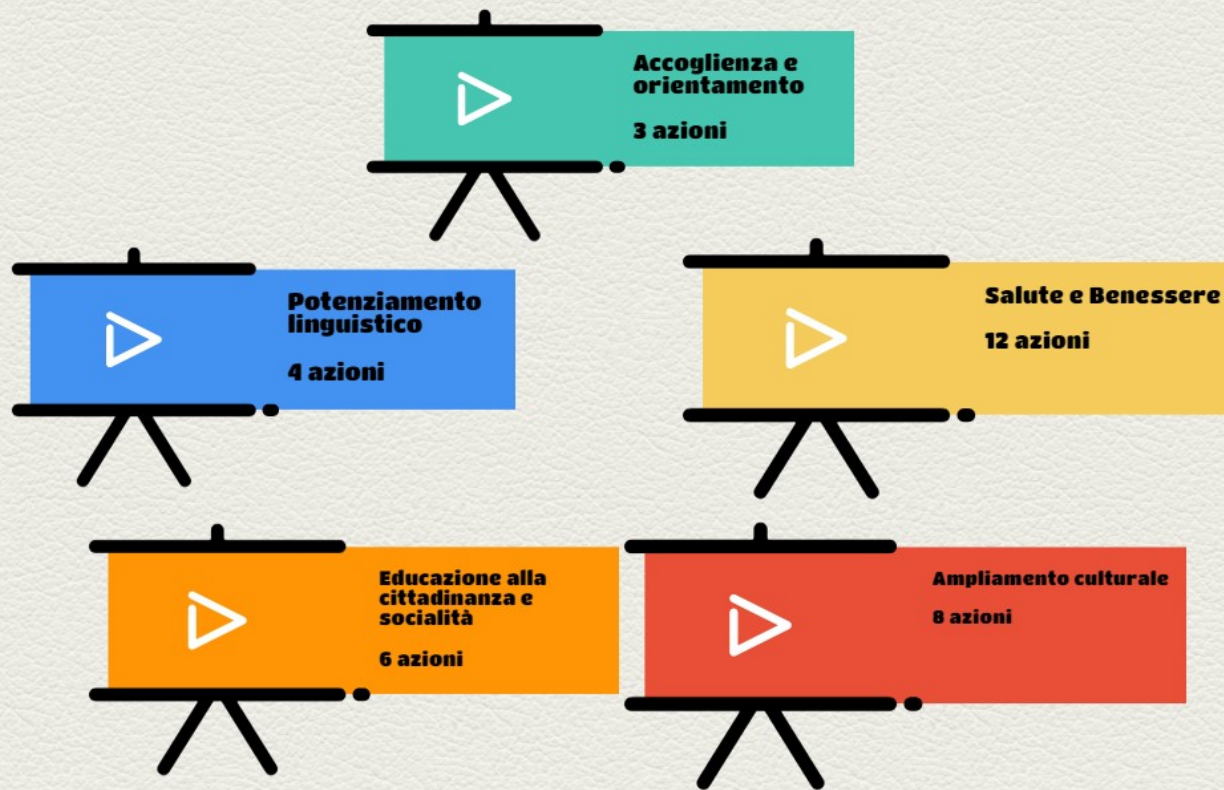 Accoglienza e
orientamento
3 azioni
Potenziamento
linguistico
4 azioni
Salute e Benessere
12 azioni
Educazione alla
cittadinanza e
socialità
6 azioni
Ampliamento culturale
8 azioni